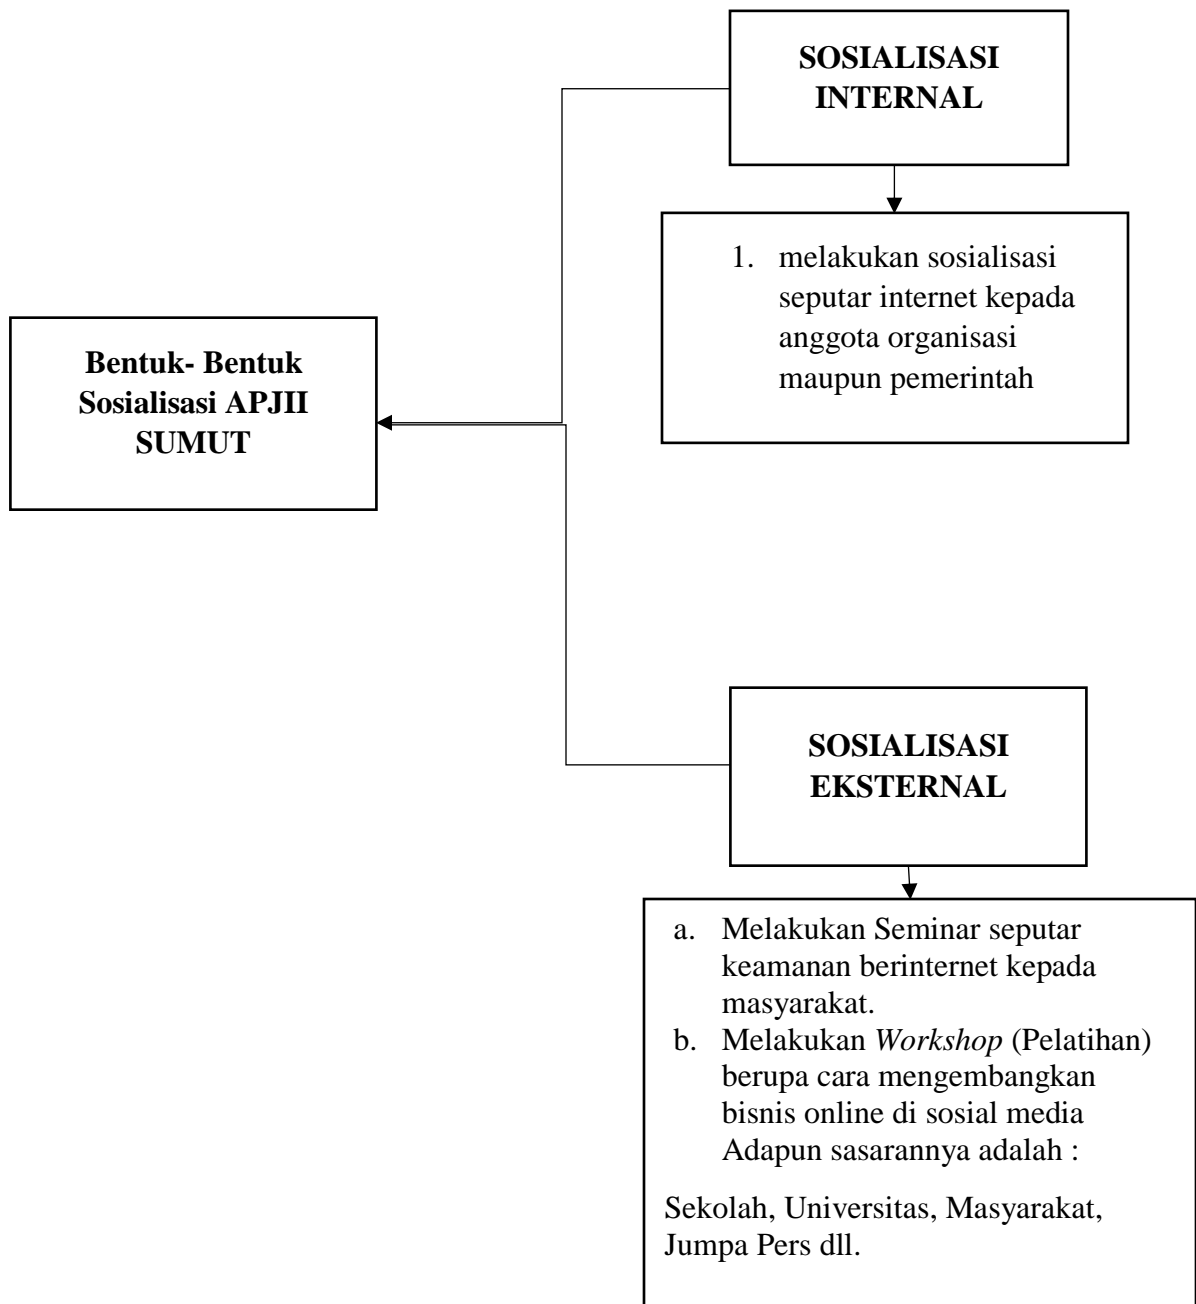 SOSIALISASI
INTERNAL
1. melakukan sosialisasi
seputar internet kepada
anggota organisasi
maupun pemerintah
Bentuk- Bentuk
Sosialisasi APJII
SUMUT
SOSIALISASI
EKSTERNAL
a. Melakukan Seminar seputar
keamanan berinternet kepada
masyarakat.
b. Melakukan Workshop (Pelatihan)
berupa cara mengembangkan
bisnis online di sosial media
Adapun sasarannya adalah :
Sekolah, Universitas, Masyarakat,
Jumpa Pers dll.